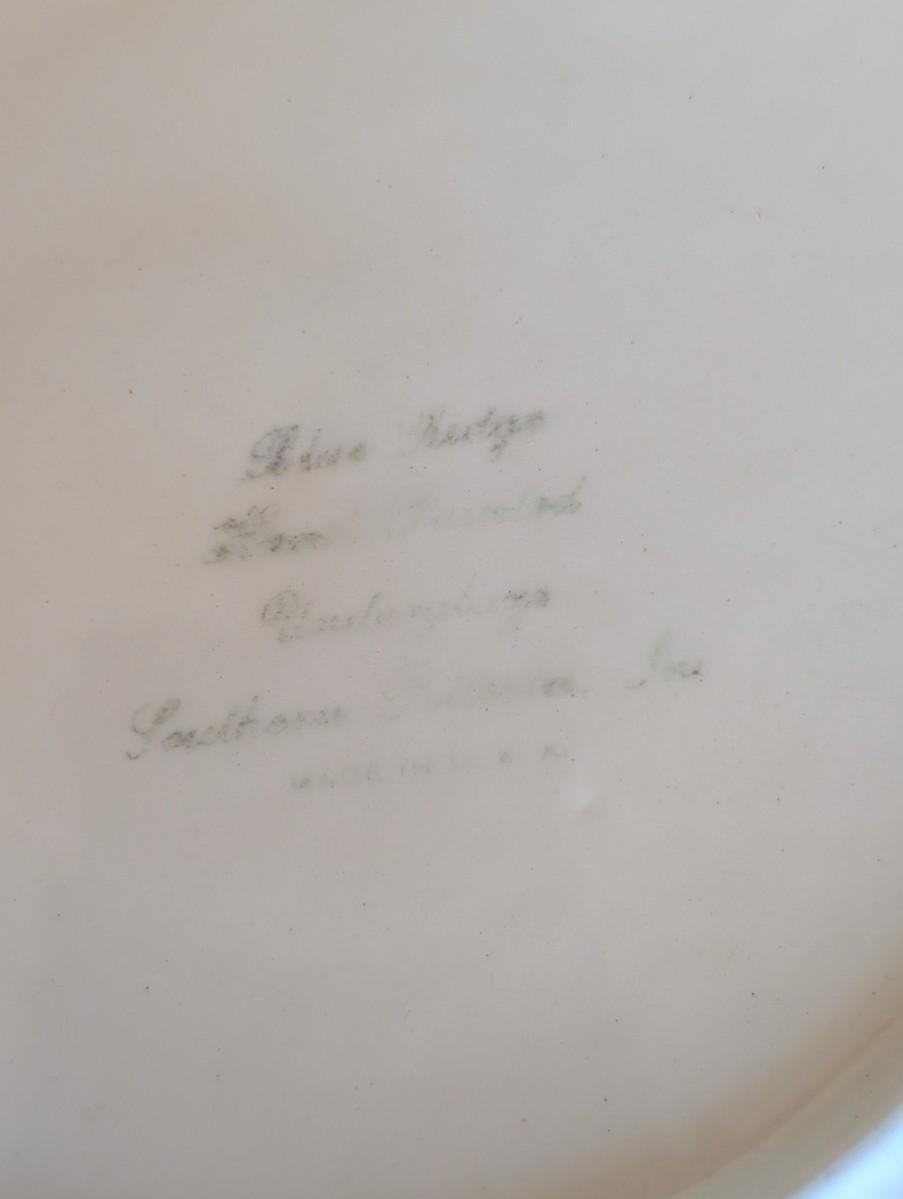 Blue Ridge
Hand Painted
Underglaze
Southern Potteries, Inc.
MADE IN U. S. A.